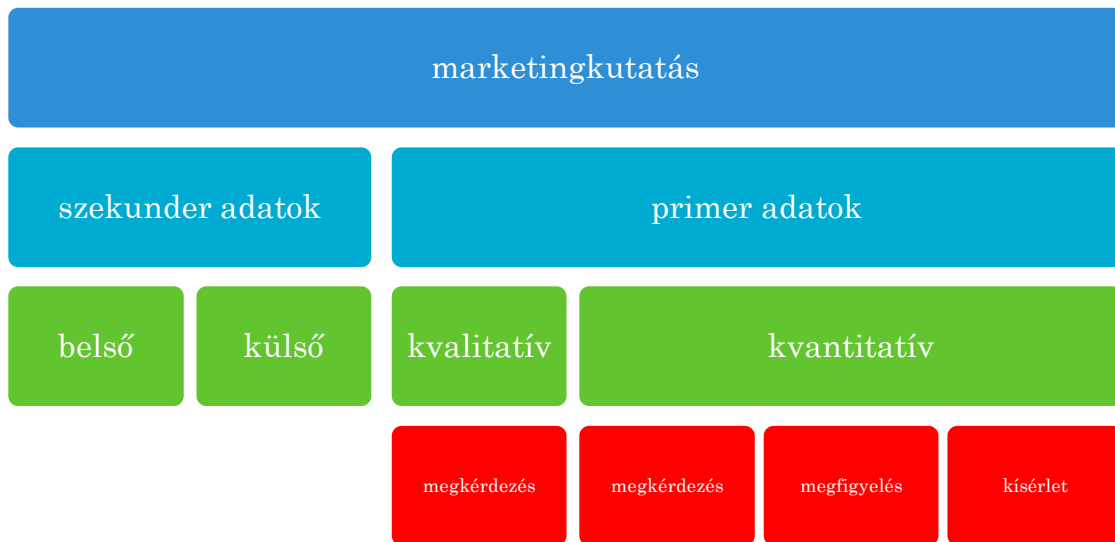 marketingkutatás
szekunder adatok
primer adatok
belső
külső
kvalitatív
kvantitatív
megkérdezés
megkérdezés
megfigyelés
kísérlet